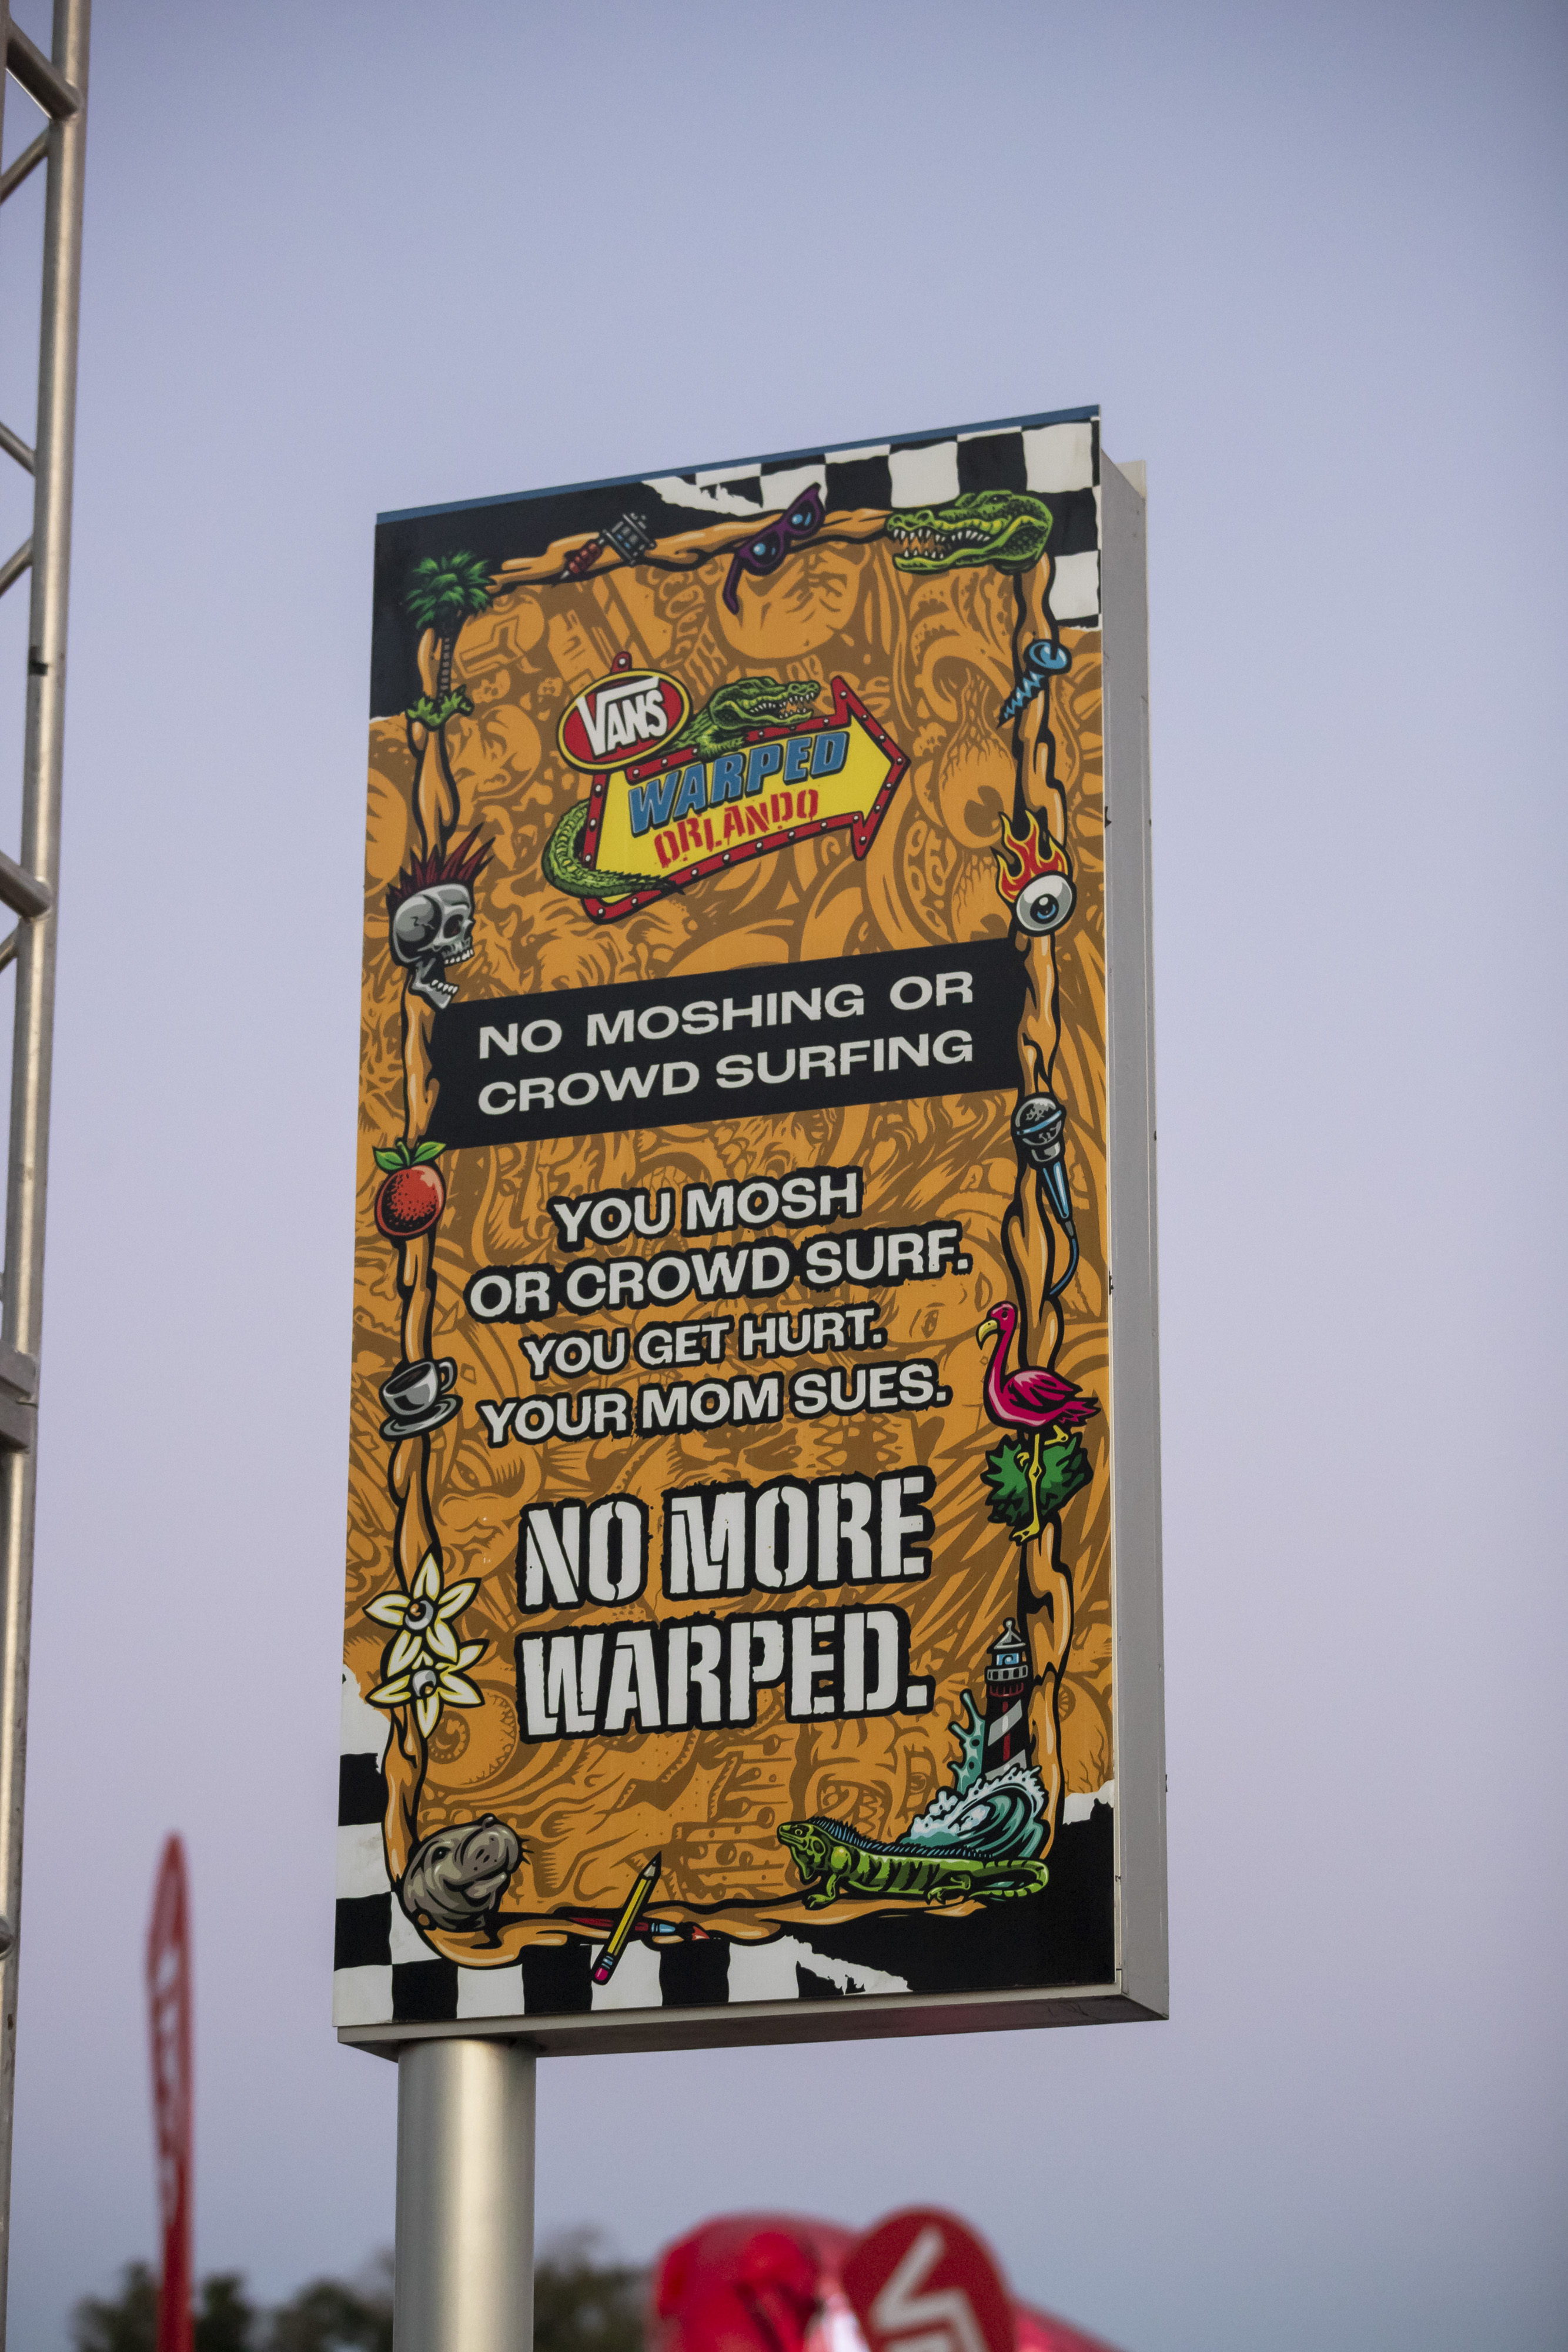 VANS
WARPED
ORLANDO
NO MOSHING OR
CROWD SURFING
YOU MOSH
OR CROWD SURF.
YOU GET HURT.
YOUR MOM SUES.
NO MORE
WARPED.